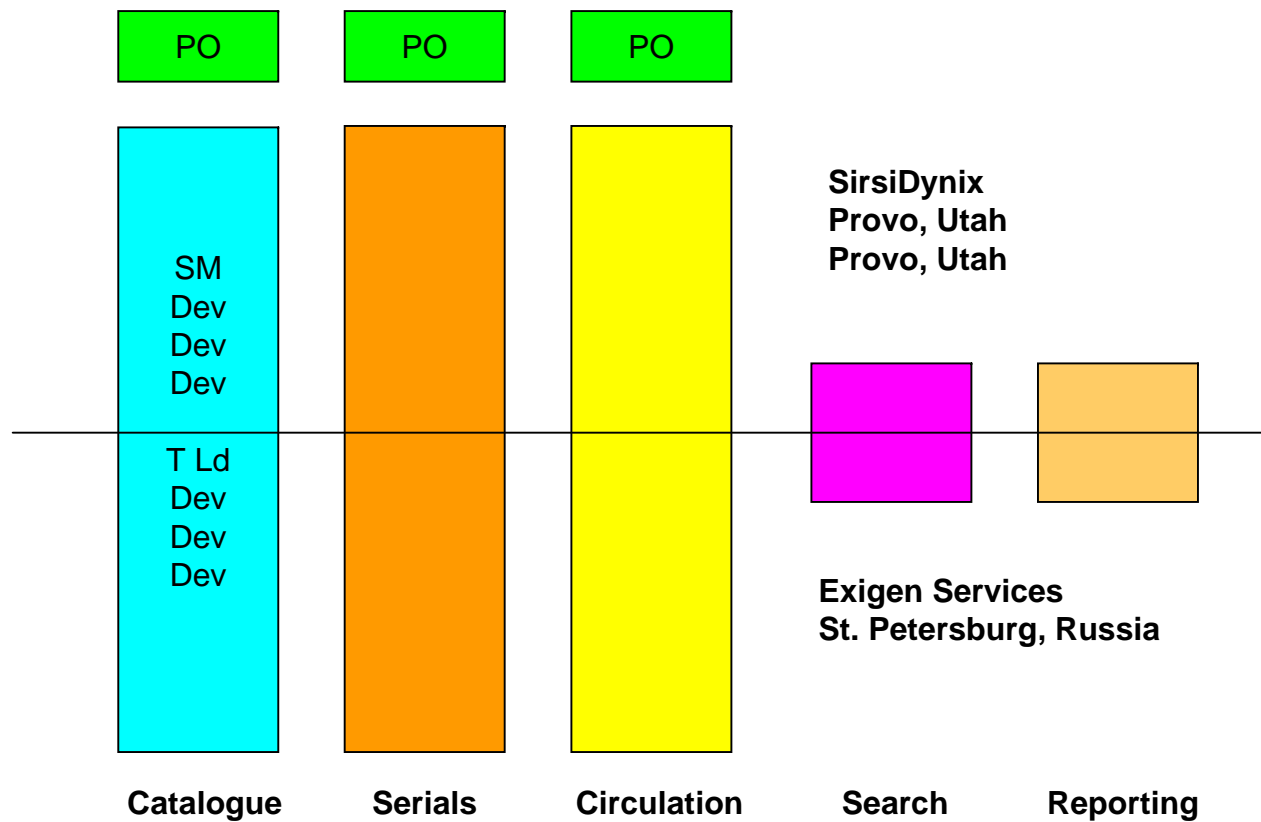 PO
PO
PO
SM
Dev
Dev
Dev
T Ld
Dev
Dev
Dev
SirsiDynix
Provo, Utah
Provo, Utah
Exigen Services
St. Petersburg, Russia
Catalogue
Serials
Circulation
Search
Reporting